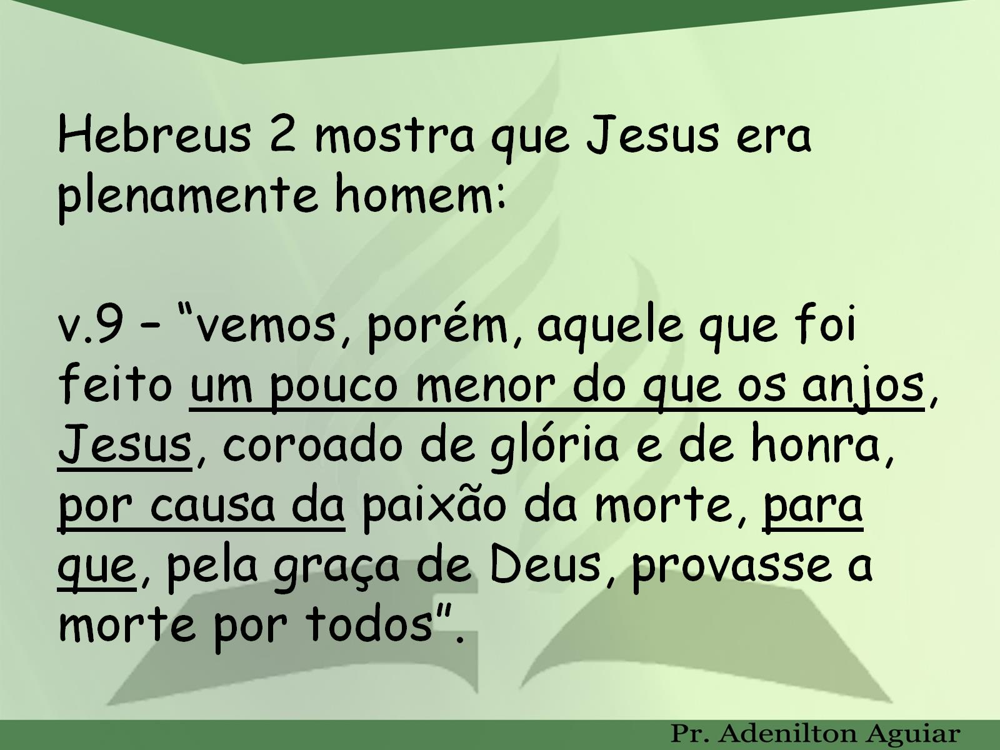 Hebreus 2 mostra que Jesus era
plenamente homem:
v.9 – “vemos, porém, aquele que foi
feito um pouco menor do que os anjos,
Jesus, coroado de glória e de honra,
por causa da paixão da morte, para
que, pela graça de Deus, provasse a
morte por todos”.
Pr. Adenilton Aguiar